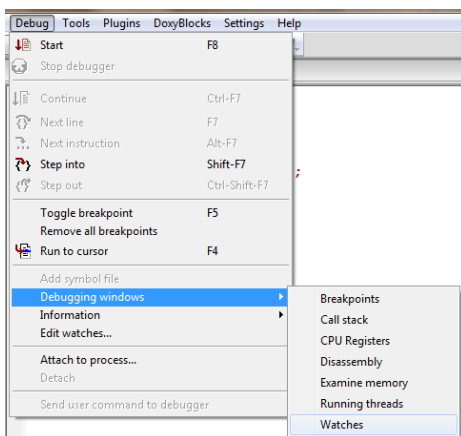 Debug Tools Plugins DoxyBlocks Settings Help
Start F8
Stop debugger
Continue Ctrl-F7
Next line F7
Next instruction Alt-F7
Step into Shift-F7
;
Step out Ctrl-Shift-F7
Toggle breakpoint F5
Remove all breakpoints
Run to cursor F4
Add symbol file
Debugging windows
Information
Edit watches...
Attach to process...
Detach
Send user command to debugger
Breakpoints
Call stack
CPU Registers
Disassembly
Examine memory
Running threads
Watches